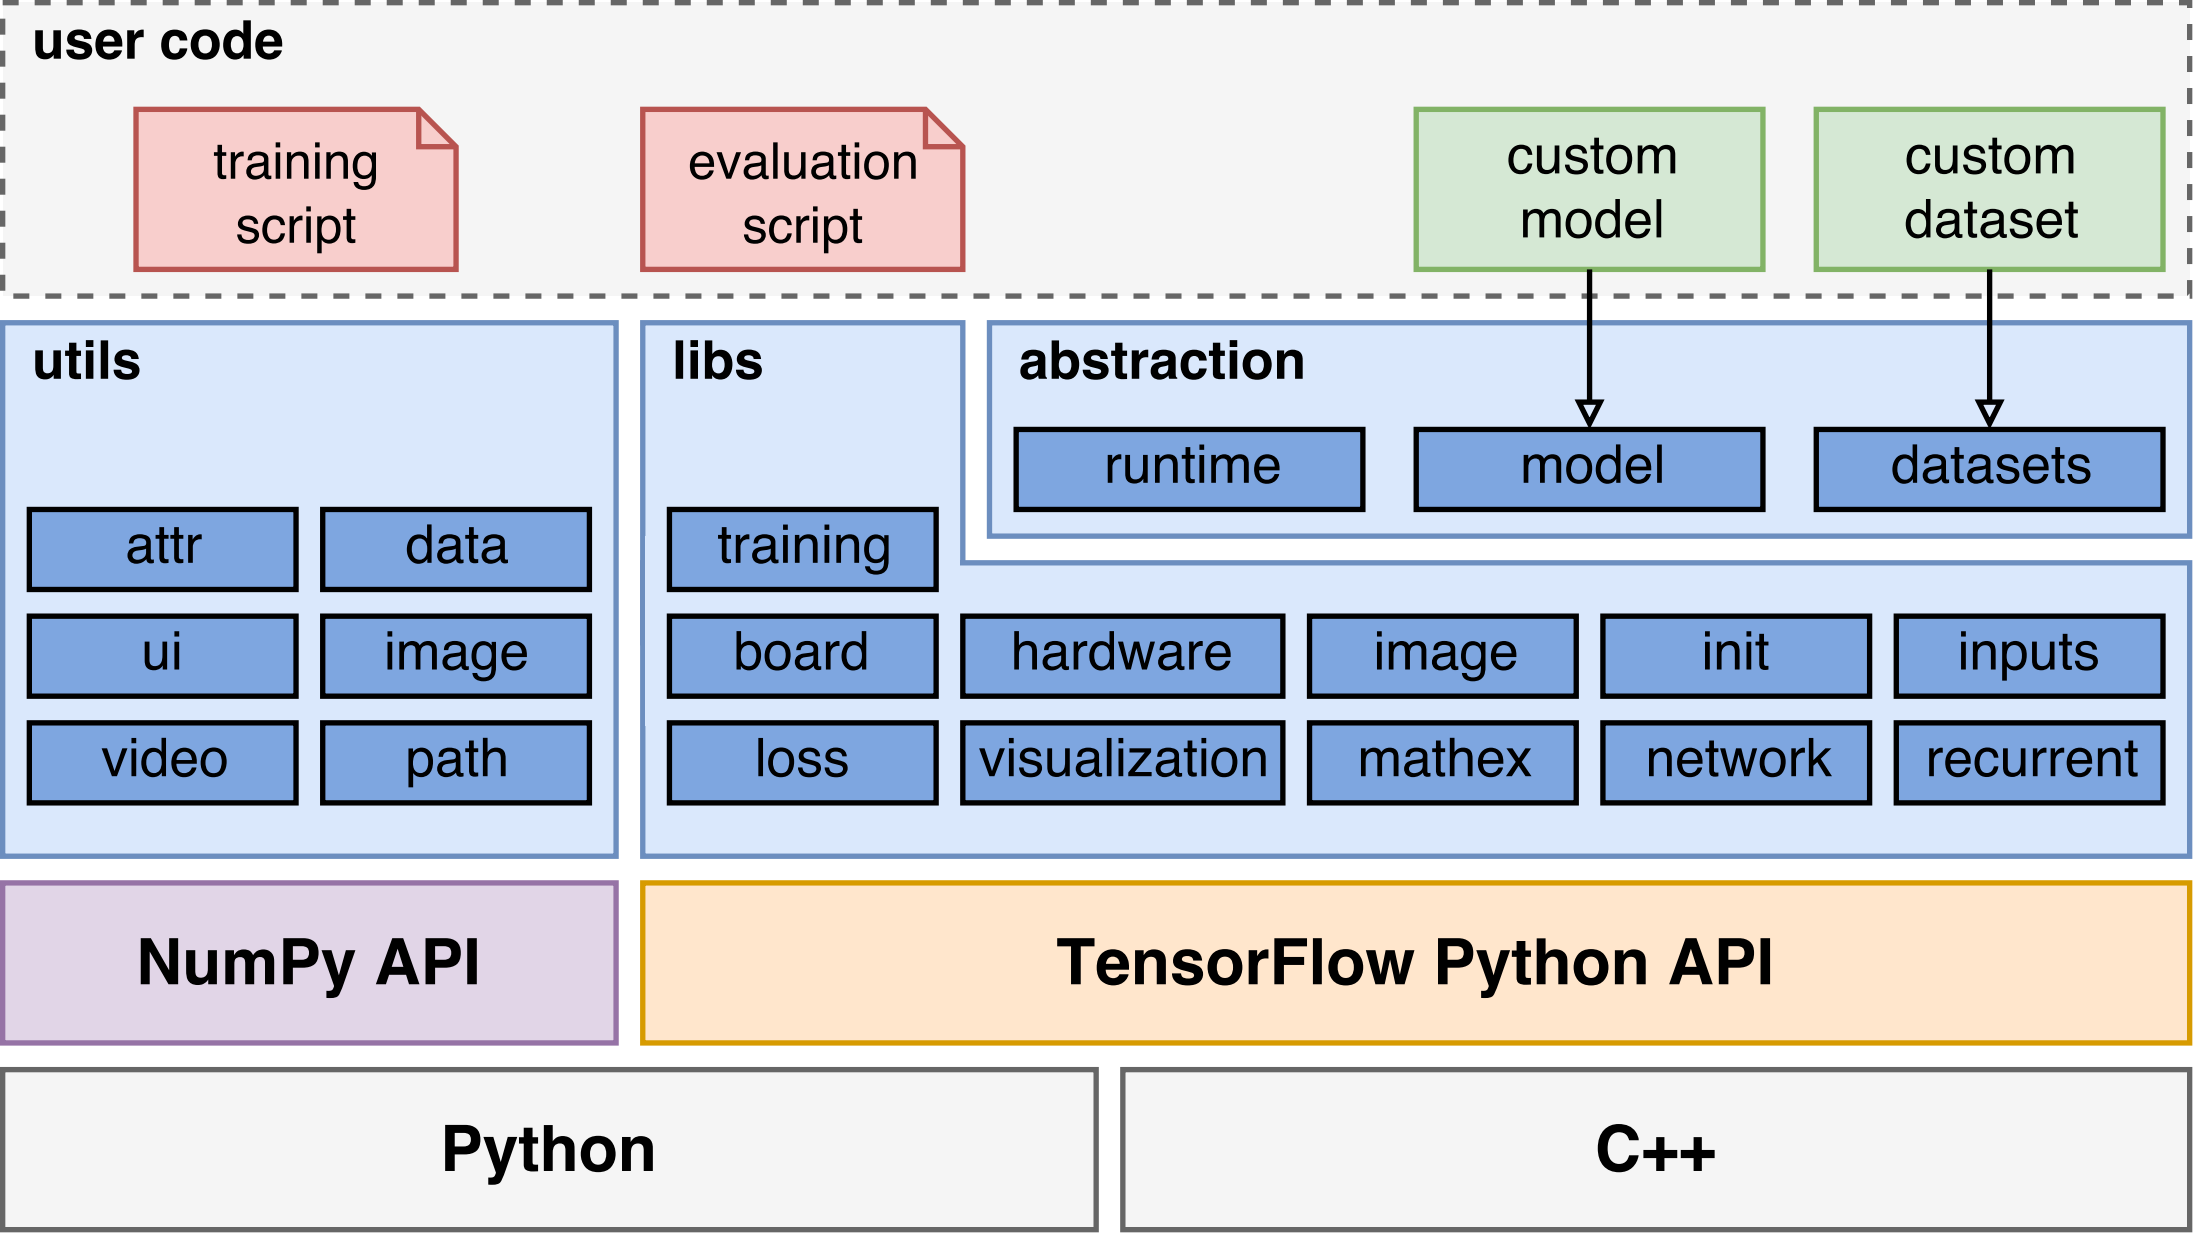 user code
training
script
evaluation
script
custom
model
custom
dataset
utils
attr
data
ui
image
video
path
libs
training
board
hardware
image
init
inputs
loss
visualization
mathex
network
recurrent
abstraction
runtime
model
datasets
NumPy API
TensorFlow Python API
Python
C++